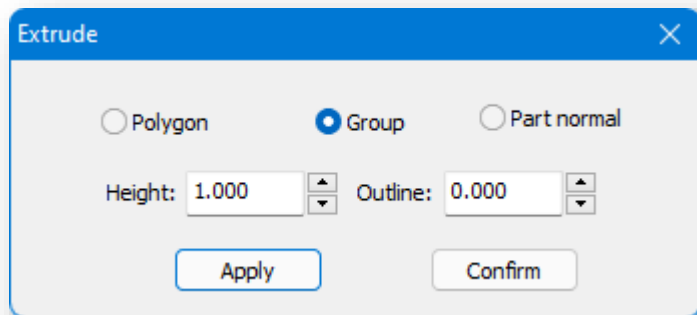 Extrude
Polygon Group Part normal
Height: 1.000 Outline: 0.000
Apply Confirm